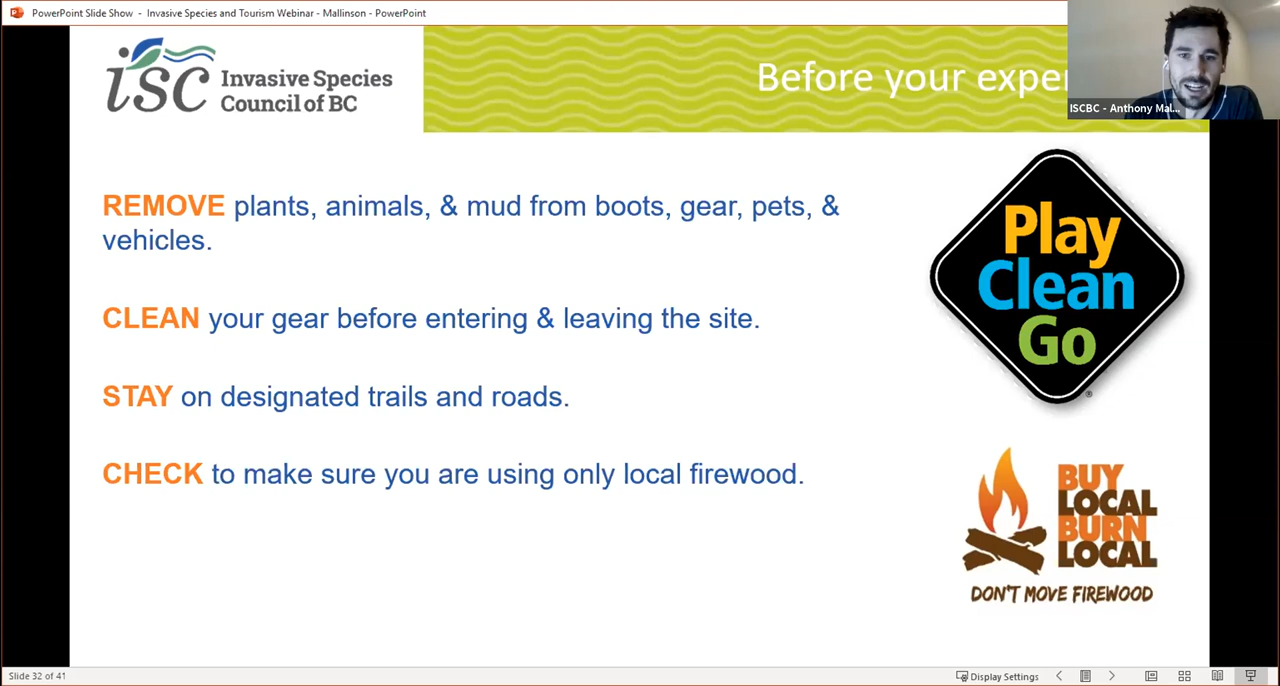 PowerPoint Slide Show - Invasive Species and Tourism Webinar - Mallinson - PowerPoint
isc Invasive Species
Council of BC
Before your expe
ISCBC - Anthony Mal...
REMOVE plants, animals, & mud from boots, gear, pets, &
vehicles.
CLEAN your gear before entering & leaving the site.
STAY on designated trails and roads.
CHECK to make sure you are using only local firewood.
Play
Clean
Go
®
BUY
LOCAL
BURN
LOCAL
DON'T MOVE FIREWOOD
Slide 32 of 41
Display Settings